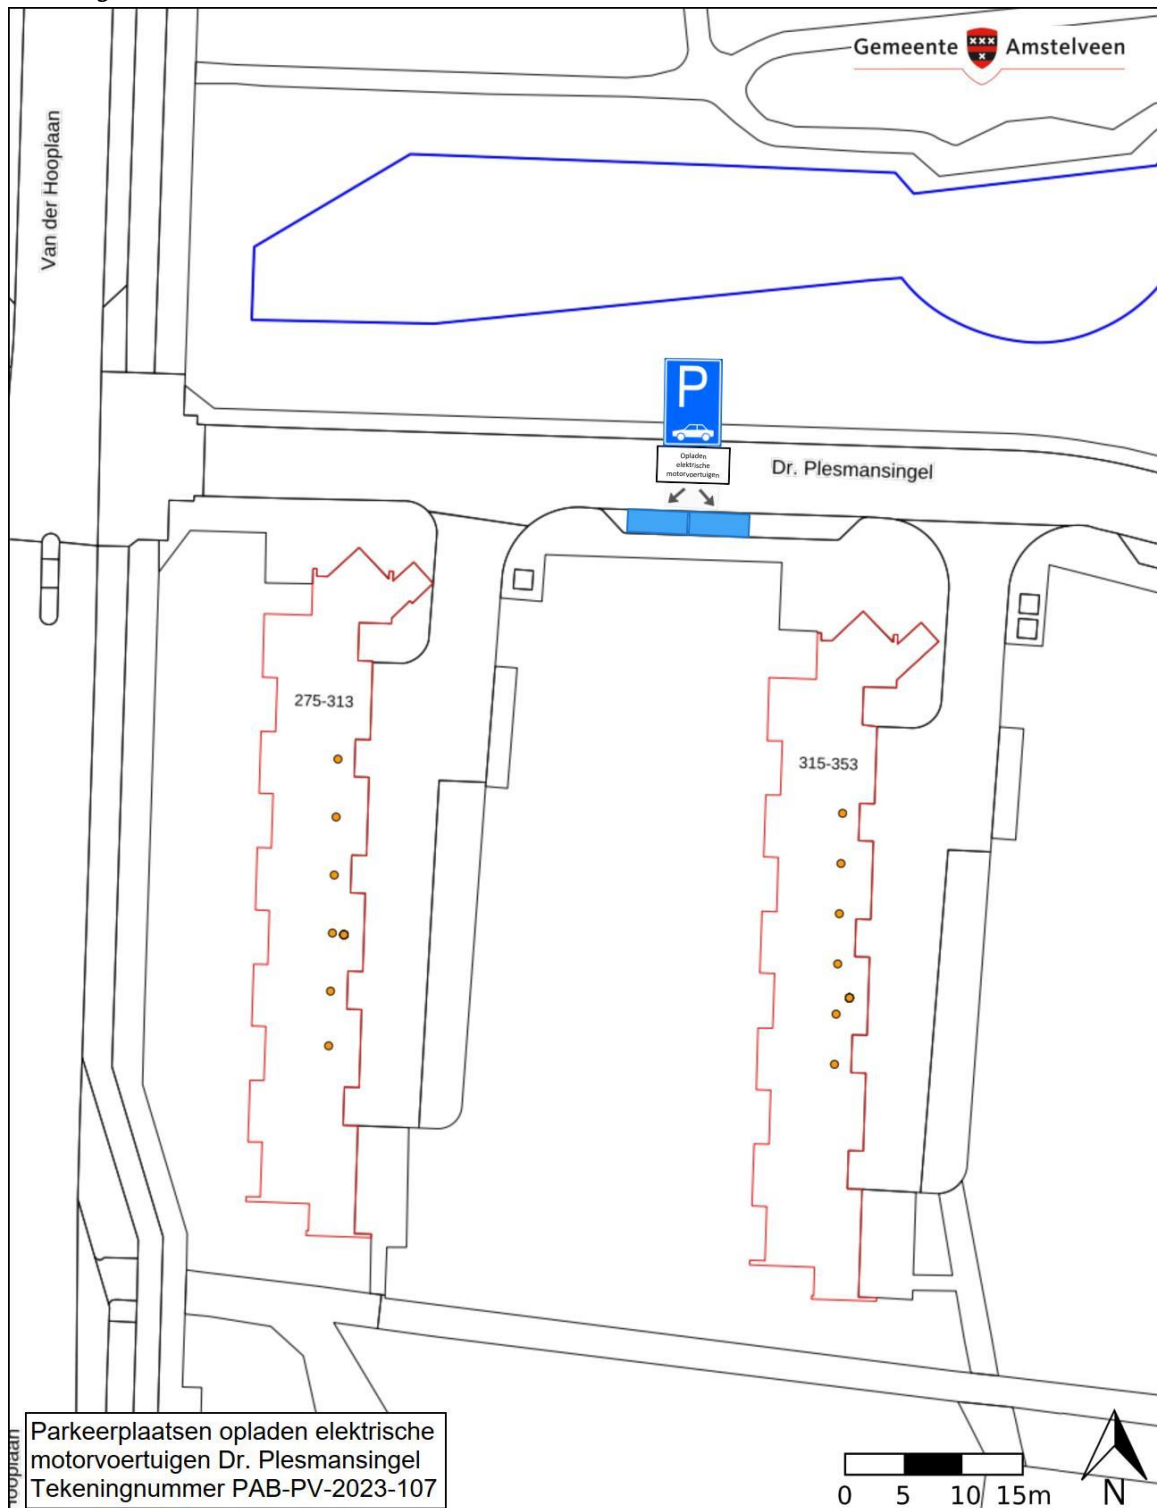 Gemeente Amstelveen
Van der Hooplaan
P
Opladen
elektrische
motorvoertuigen
Dr. Plesmansingel
275-313
315-353
Parkeerplaatsen opladen elektrische
motorvoertuigen Dr. Plesmansingel
Tekeningnummer PAB-PV-2023-107
0 5 10 15m
N